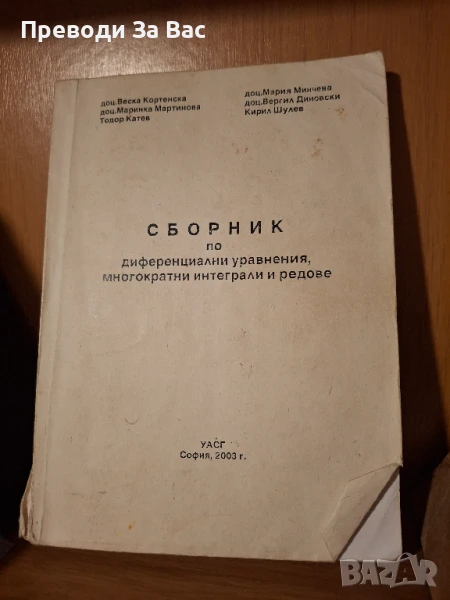 Преводи За Вас
доц.Веска Кортенска
доц.Маринка Мартинова
Тодор Катев
доц.Мария Минчева
доц.Вергил Диновски
Кирил Шулев
СБОРНИК
по
диференциални уравнения,
многократни интеграли и редове
УАСГ
София, 2003 г.
BAZAR